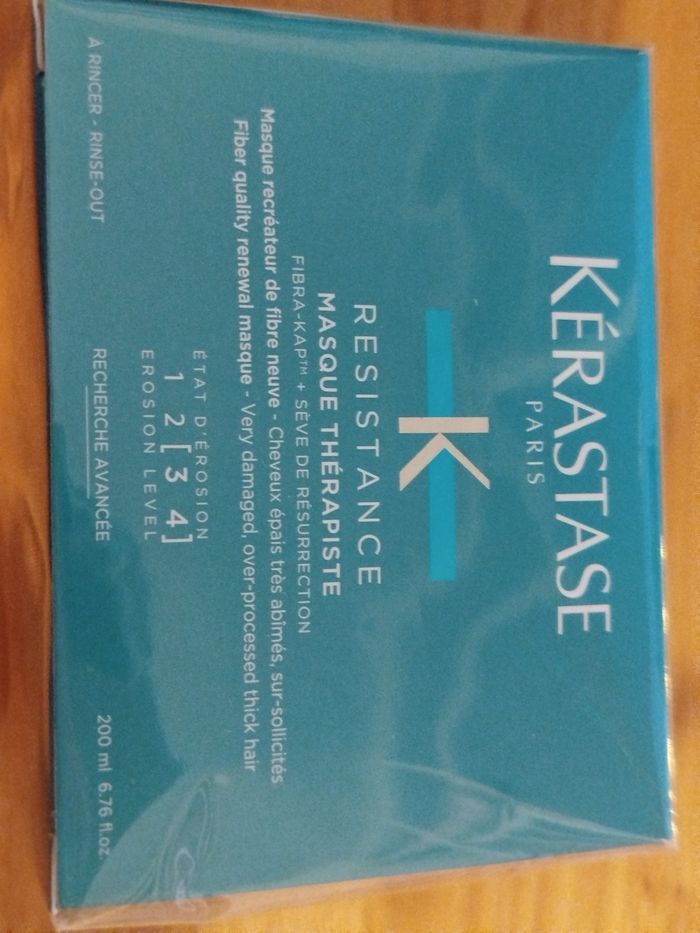 KÉRASTASE
PARIS
K
RESISTANCE
MASQUE THÉRAPISTE
FIBRA-KAP™ + SÈVE DE RÉSURRECTION
Masque recréateur de fibre neuve - Cheveux épais très abîmés, sur-sollicités
Fiber quality renewal masque - Very damaged, over-processed thick hair
ÉTAT D'ÉROSION
1 2 [3 4]
EROSION LEVEL
À RINCER - RINSE-OUT
RECHERCHE AVANCÉE
200 ml 6.76 fl.oz.